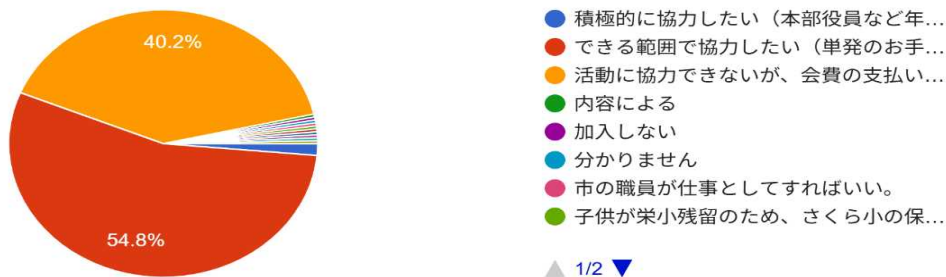 40.2%
54.8%
積極的に協力したい（本部役員など年...
できる範囲で協力したい（単発のお手...
活動に協力できないが、会費の支払い...
内容による
加入しない
分かりません
市の職員が仕事としてすればいい。
子供が栄小残留のため、さくら小の保...
1/2